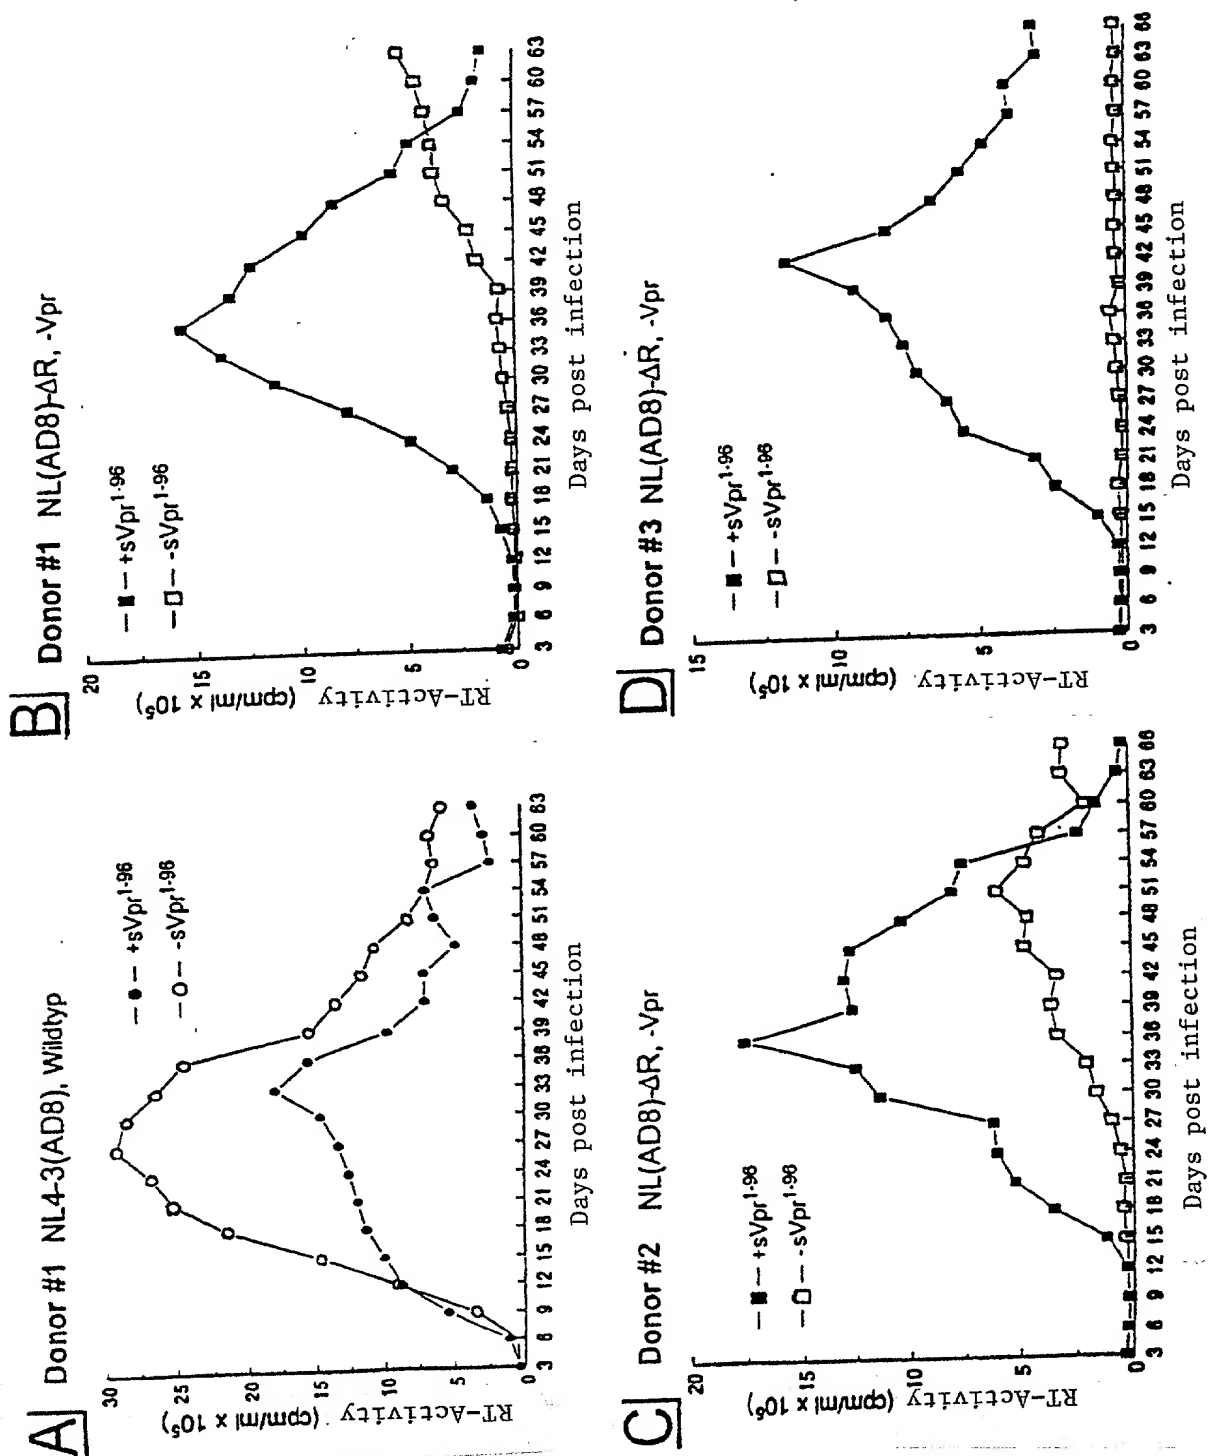 A
Donor #1 NL4-3(AD8), Wildtyp
+sVpr1-96
-sVpr1-96
RT-Activity
(cpm/ml x 10⁵)
30
25
20
15
10
5
0
3 6 9 12 15 18 21 24 27 30 33 36 39 42 45 48 51 54 57 60 63
Days post infection
B
Donor #1 NL(AD8)-ΔR, -Vpr
+sVpr1-96
-sVpr1-96
RT-Activity
(cpm/ml x 10⁵)
20
15
10
5
0
3 6 9 12 15 18 21 24 27 30 33 36 39 42 45 48 51 54 57 60 63
Days post infection
C
Donor #2 NL(AD8)-ΔR, -Vpr
+sVpr1-96
-sVpr1-96
RT-Activity
(cpm/ml x 10⁵)
20
15
10
5
0
3 6 9 12 15 18 21 24 27 30 33 36 39 42 45 48 51 54 57 60 63 66
Days post infection
D
Donor #3 NL(AD8)-ΔR, -Vpr
+sVpr1-96
-sVpr1-96
RT-Activity
(cpm/ml x 10⁵)
15
10
5
0
3 6 9 12 15 18 21 24 27 30 33 36 39 42 45 48 51 54 57 60 63 66
Days post infection